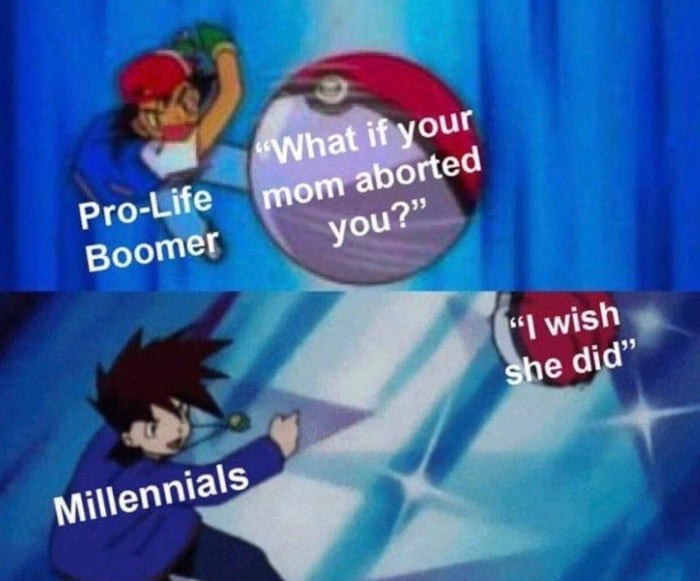 “What if your
mom aborted
you?”
Pro-Life
Boomer
“I wish
she did”
Millennials